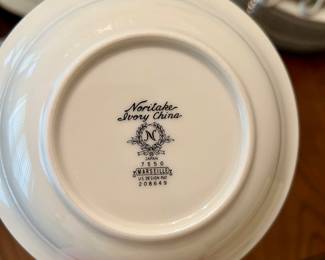 Noritake
Ivory China
N
JAPAN
7550
MARSEILLE
U.S. DESIGN PAT.
208649